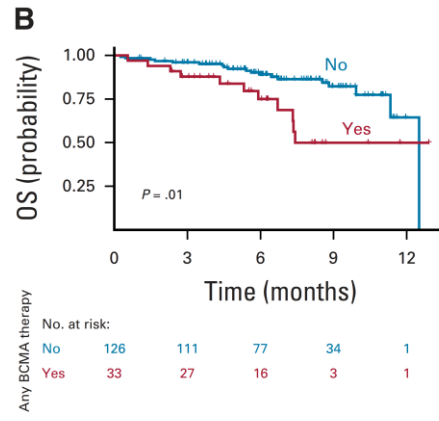 B
OS (probability)
1.00
0.75
0.50
0.25
No
Yes
P = .01
0 3 6 9 12
Time (months)
Any BCMA therapy
No. at risk:
No 126 111 77 34 1
Yes 33 27 16 3 1